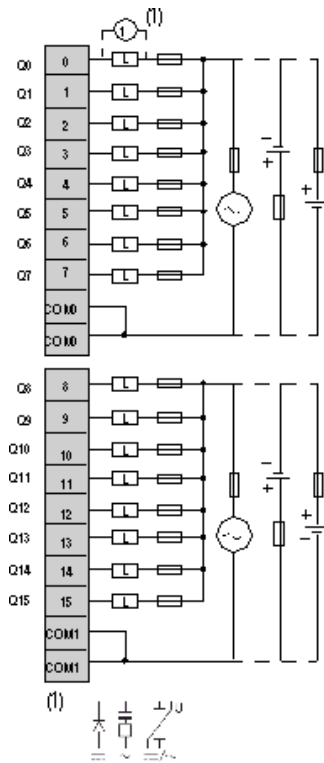 (1)
1
Q0 0 L
Q1 1 L
Q2 2 L
Q3 3 L
Q4 4 L
Q5 5 L
Q6 6 L
Q7 7 L
COM0
COM0
Q8 8 L
Q9 9 L
Q10 10 L
Q11 11 L
Q12 12 L
Q13 13 L
Q14 14 L
Q15 15 L
COM1
COM1
(1)
U